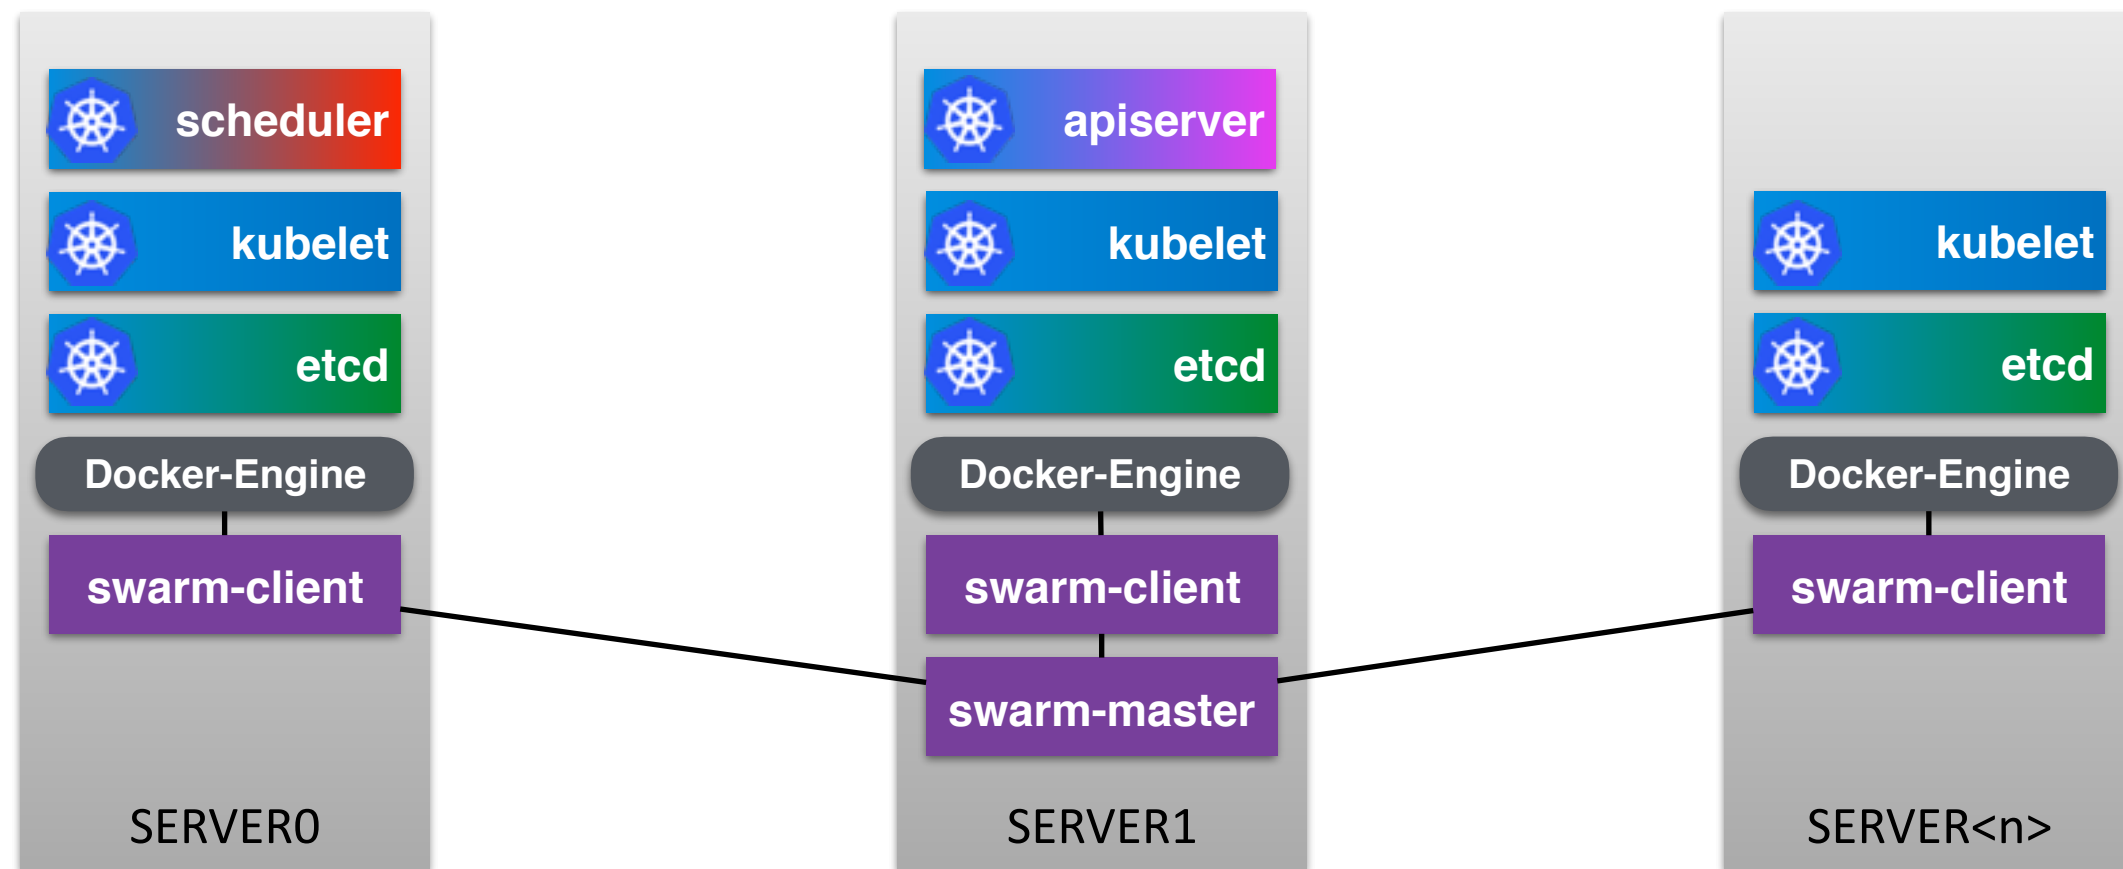 scheduler
kubelet
etcd
Docker-Engine
swarm-client
SERVER0
apiserver
kubelet
etcd
Docker-Engine
swarm-client
swarm-master
SERVER1
kubelet
etcd
Docker-Engine
swarm-client
SERVER<n>